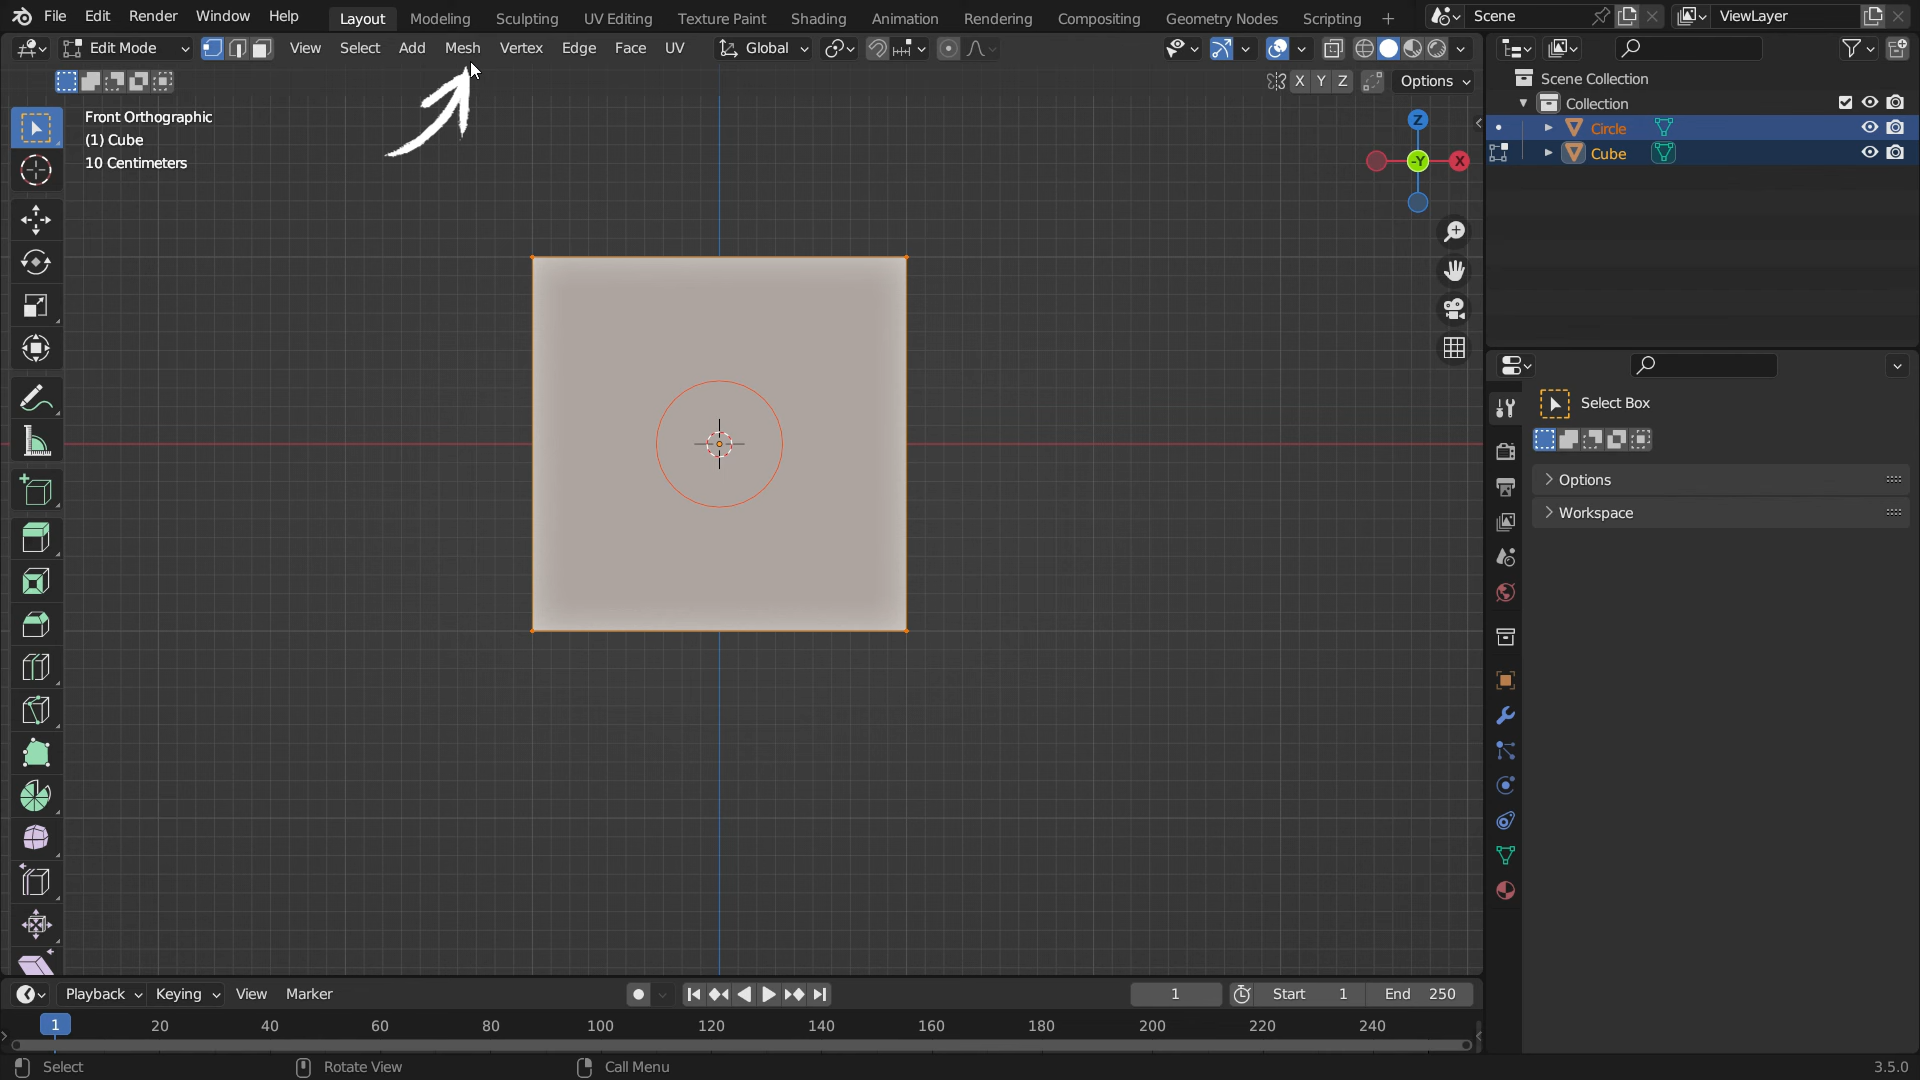 File Edit Render Window Help Layout Modeling Sculpting UV Editing Texture Paint Shading Animation Rendering Compositing Geometry Nodes Scripting + Scene ViewLayer
Edit Mode View Select Add Mesh Vertex Edge Face UV Global
X Y Z Options
Front Orthographic
(1) Cube
10 Centimeters
Z
-Y X
Scene Collection
Collection
Circle
Cube
Select Box
Options
Workspace
Playback Keying View Marker 1 Start 1 End 250
1 20 40 60 80 100 120 140 160 180 200 220 240
Select Rotate View Call Menu 3.5.0